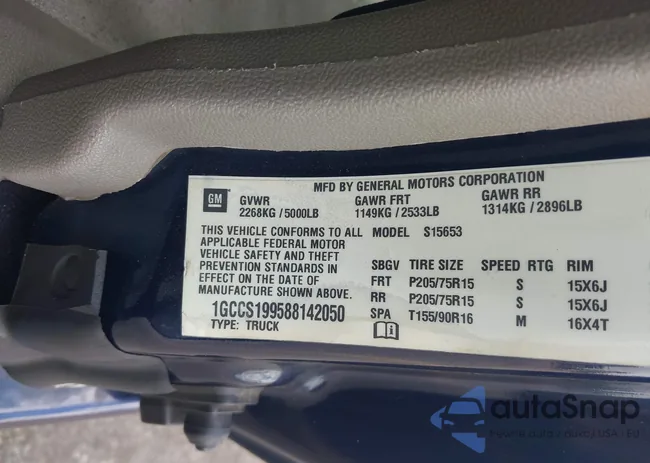 MFD BY GENERAL MOTORS CORPORATION
GM
GVWR GAWR FRT GAWR RR
2268KG / 5000LB 1149KG / 2533LB 1314KG / 2896LB
THIS VEHICLE CONFORMS TO ALL MODEL S15653
APPLICABLE FEDERAL MOTOR
VEHICLE SAFETY AND THEFT
PREVENTION STANDARDS IN
EFFECT ON THE DATE OF
MANUFACTURE SHOWN ABOVE.
1GCCS199588142050
TYPE: TRUCK
SBGV TIRE SIZE SPEED RTG RIM
FRT P205/75R15 S 15X6J
RR P205/75R15 S 15X6J
SPA T155/90R16 M 16X4T
autoSnap